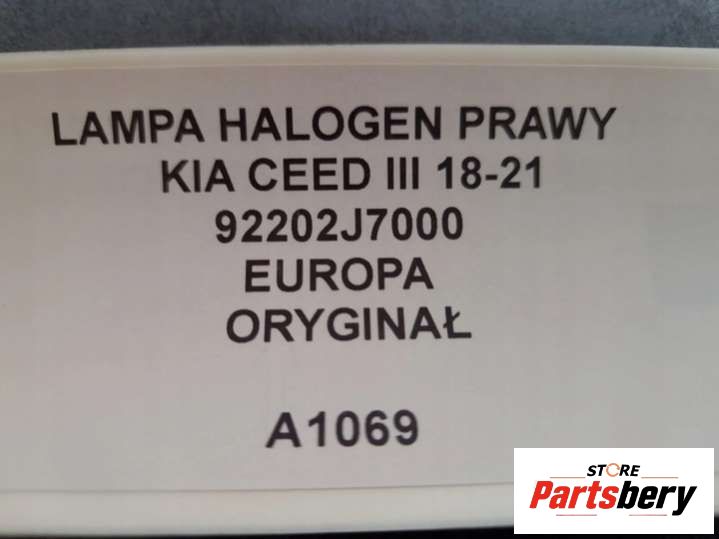 LAMPA HALOGEN PRAWY
KIA CEED III 18-21
92202J7000
EUROPA
ORYGINAŁ
A1069
STORE
Partsbery